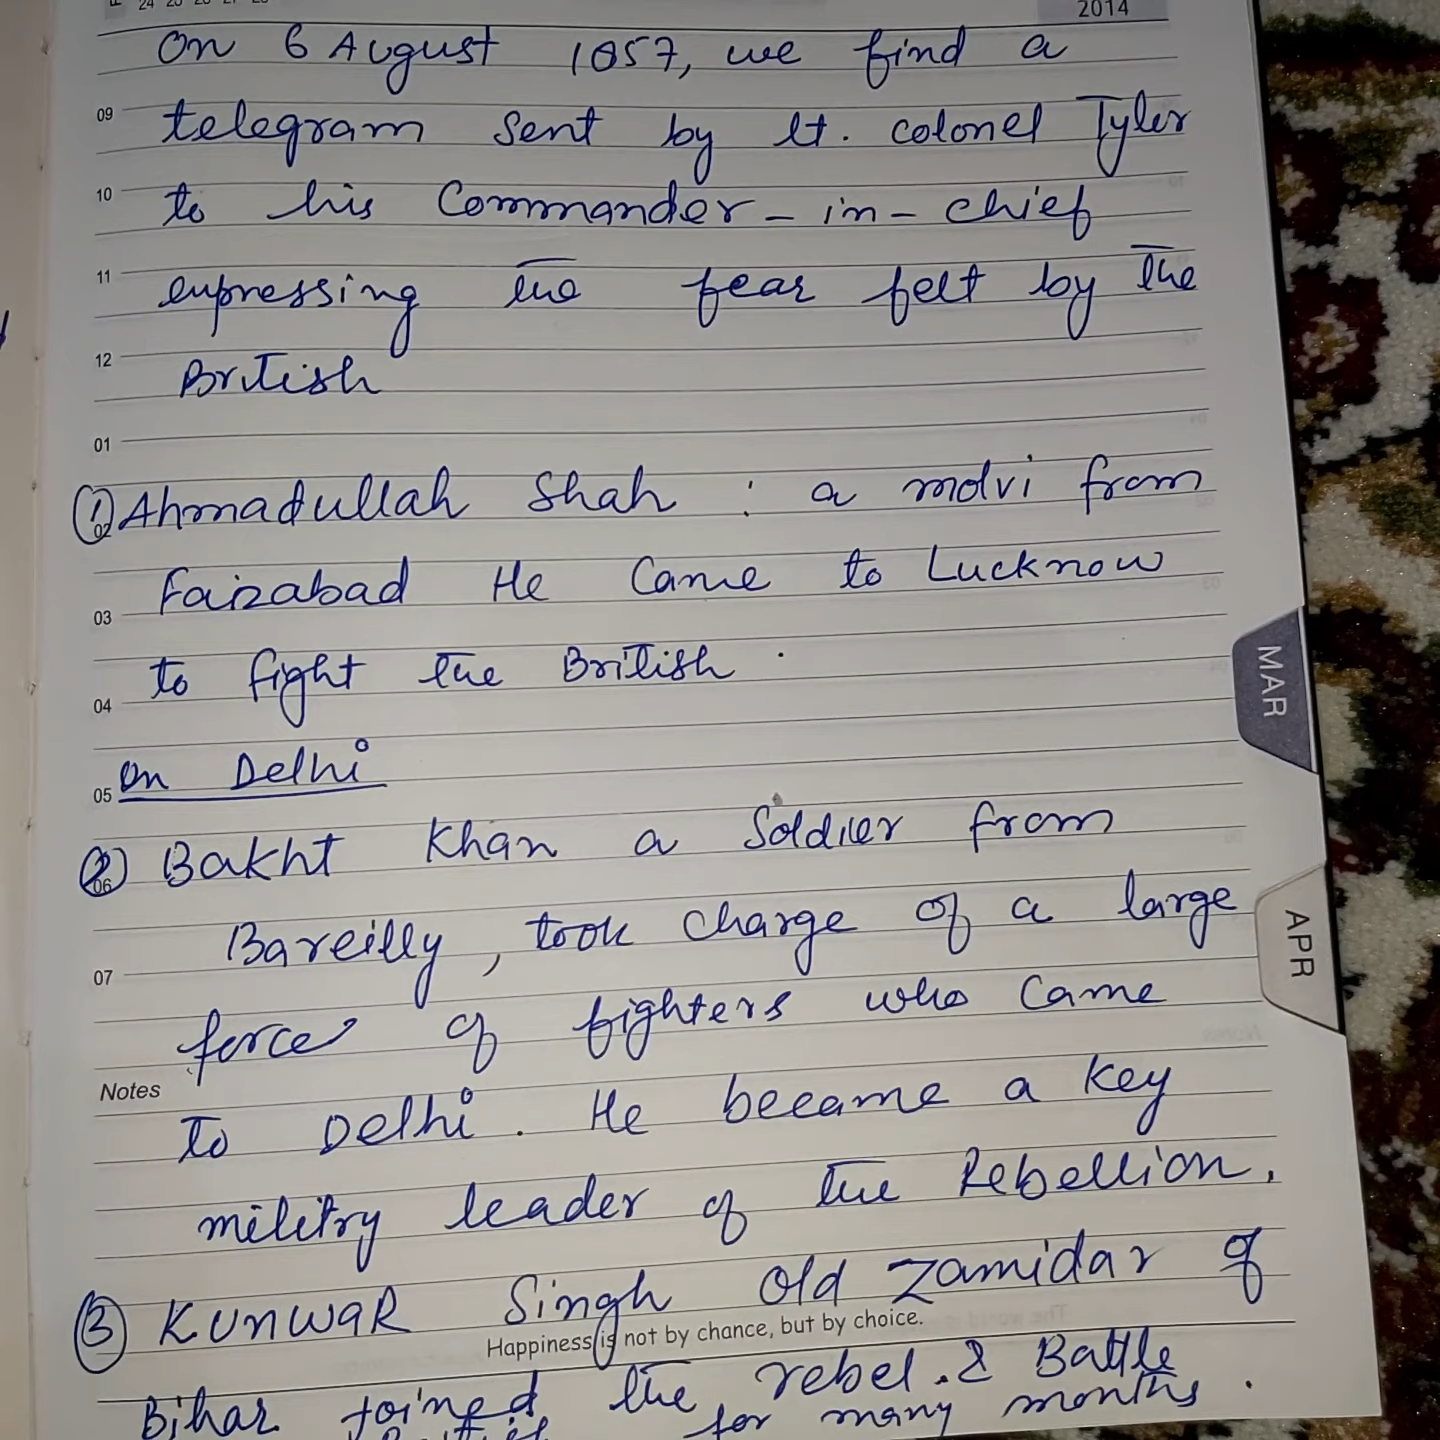 2014
On 6 August 1857, we find a
09 telegram sent by lt. colonel Tyler
10 to his Commander-in-chief
11 expressing the fear felt by the
12 British
01
① Ahmadullah Shah : a molvi from
02
Faizabad He Came to Lucknow
03
to fight the British.
04
05 On Delhi
② Bakht Khan a Soldier from
06
Bareilly, took charge of a large
07
force of fighters who came
Notes
To Delhi. He became a key
militry leader of the Rebellion.
③ KUNWAR Singh Old Zamidar of
Happiness is not by chance, but by choice.
Bihar joined the rebel & Battle
for many months.
MAR
APR